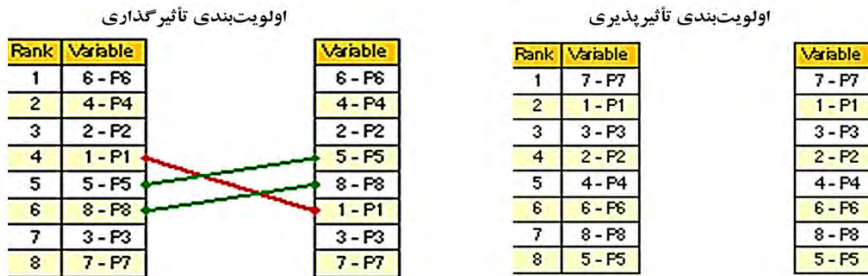 اولویت‌بندی تأثیرگذاری
Rank Variable Variable
1 6 - P6 6 - P6
2 4 - P4 4 - P4
3 2 - P2 2 - P2
4 1 - P1 5 - P5
5 5 - P5 8 - P8
6 8 - P8 1 - P1
7 3 - P3 3 - P3
8 7 - P7 7 - P7
اولویت‌بندی تأثیرپذیری
Rank Variable Variable
1 7 - P7 7 - P7
2 1 - P1 1 - P1
3 3 - P3 3 - P3
4 2 - P2 2 - P2
5 4 - P4 4 - P4
6 6 - P6 6 - P6
7 8 - P8 8 - P8
8 5 - P5 5 - P5